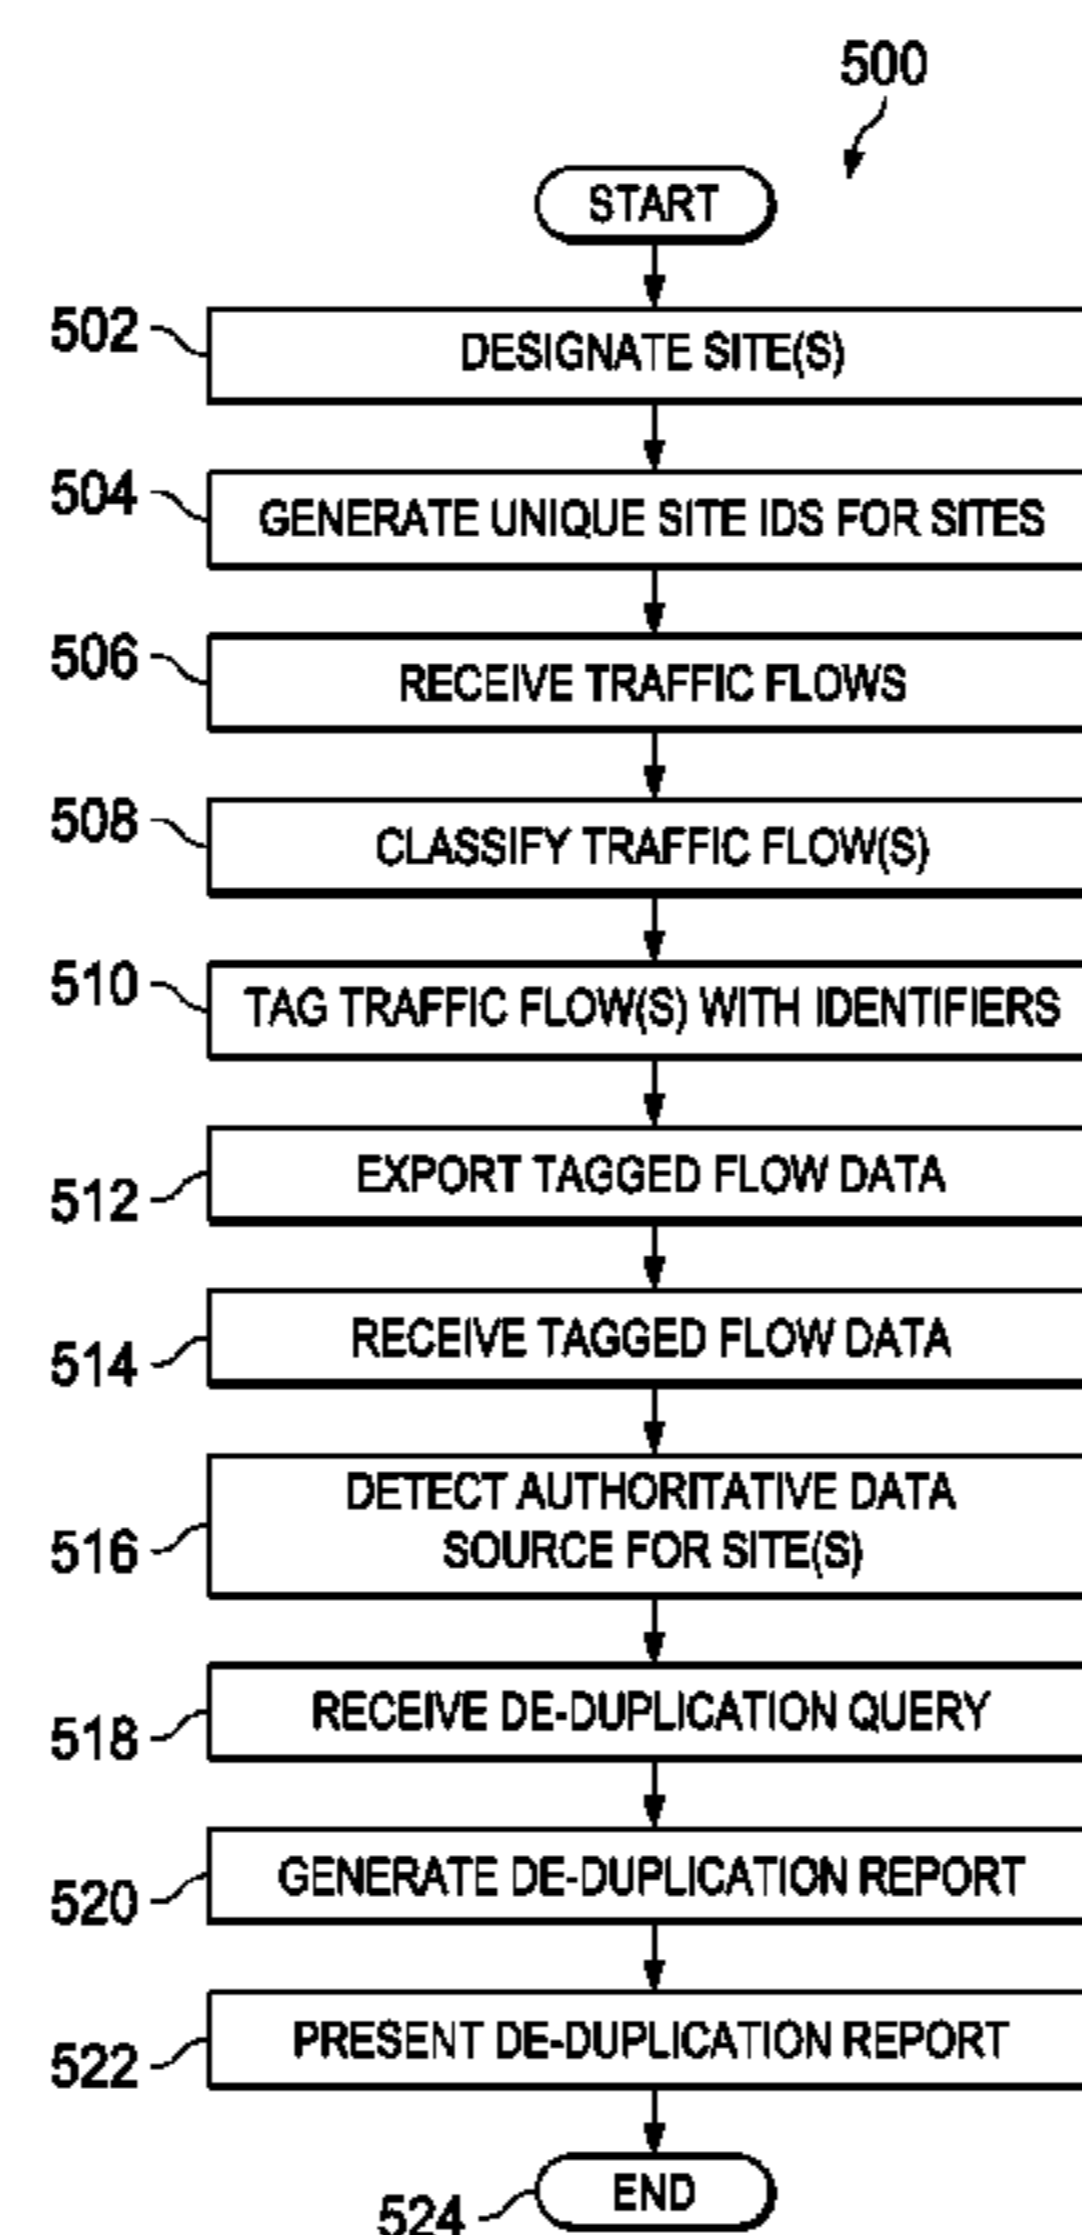 500
START
502 DESIGNATE SITE(S)
504 GENERATE UNIQUE SITE IDS FOR SITES
506 RECEIVE TRAFFIC FLOWS
508 CLASSIFY TRAFFIC FLOW(S)
510 TAG TRAFFIC FLOW(S) WITH IDENTIFIERS
512 EXPORT TAGGED FLOW DATA
514 RECEIVE TAGGED FLOW DATA
516 DETECT AUTHORITATIVE DATA
SOURCE FOR SITE(S)
518 RECEIVE DE-DUPLICATION QUERY
520 GENERATE DE-DUPLICATION REPORT
522 PRESENT DE-DUPLICATION REPORT
524 END